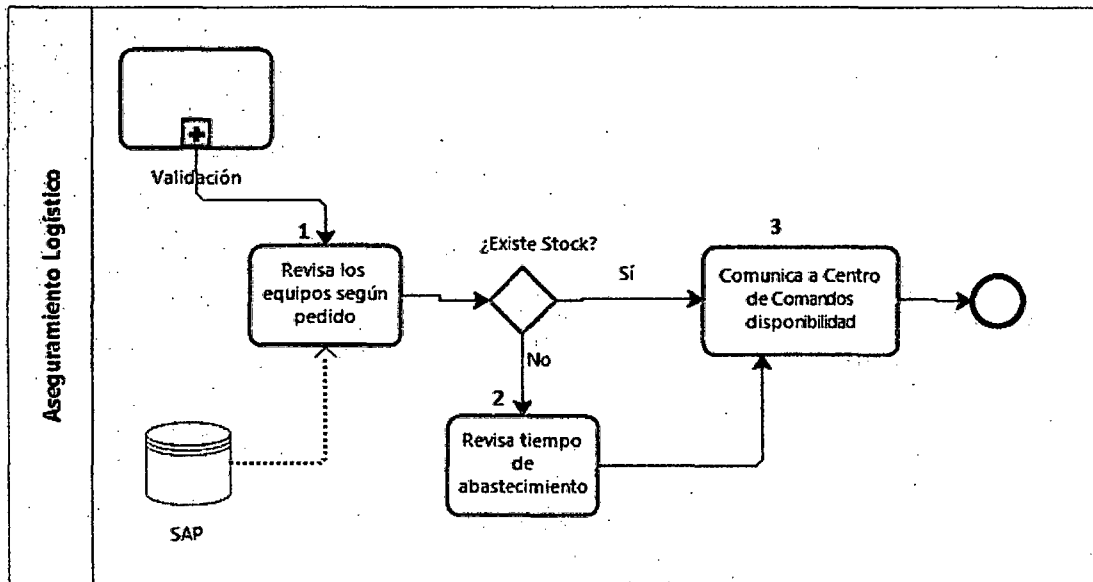 Aseguramiento Logístico
Validación
1
Revisa los
equipos según
pedido
¿Existe Stock?
Sí
No
2
Revisa tiempo
de
abastecimiento
3
Comunica a Centro
de Comandos
disponibilidad
SAP